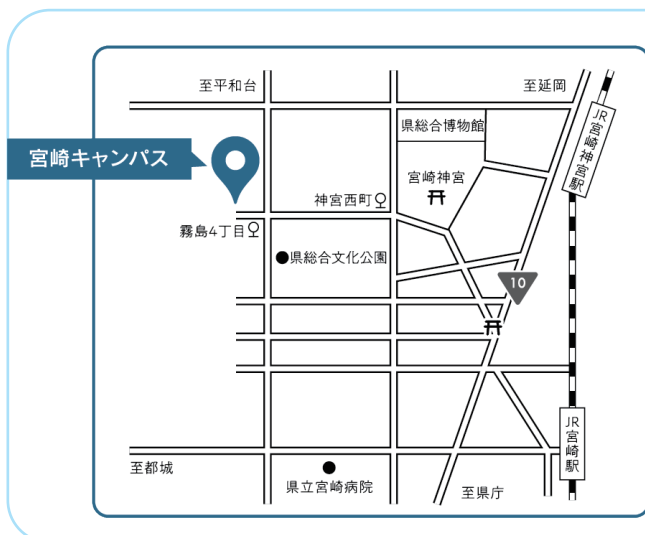 至平和台
至延岡
JR宮崎神宮駅
県総合博物館
宮崎キャンパス
宮崎神宮
神宮西町
霧島4丁目
県総合文化公園
10
JR宮崎駅
至都城
県立宮崎病院
至県庁